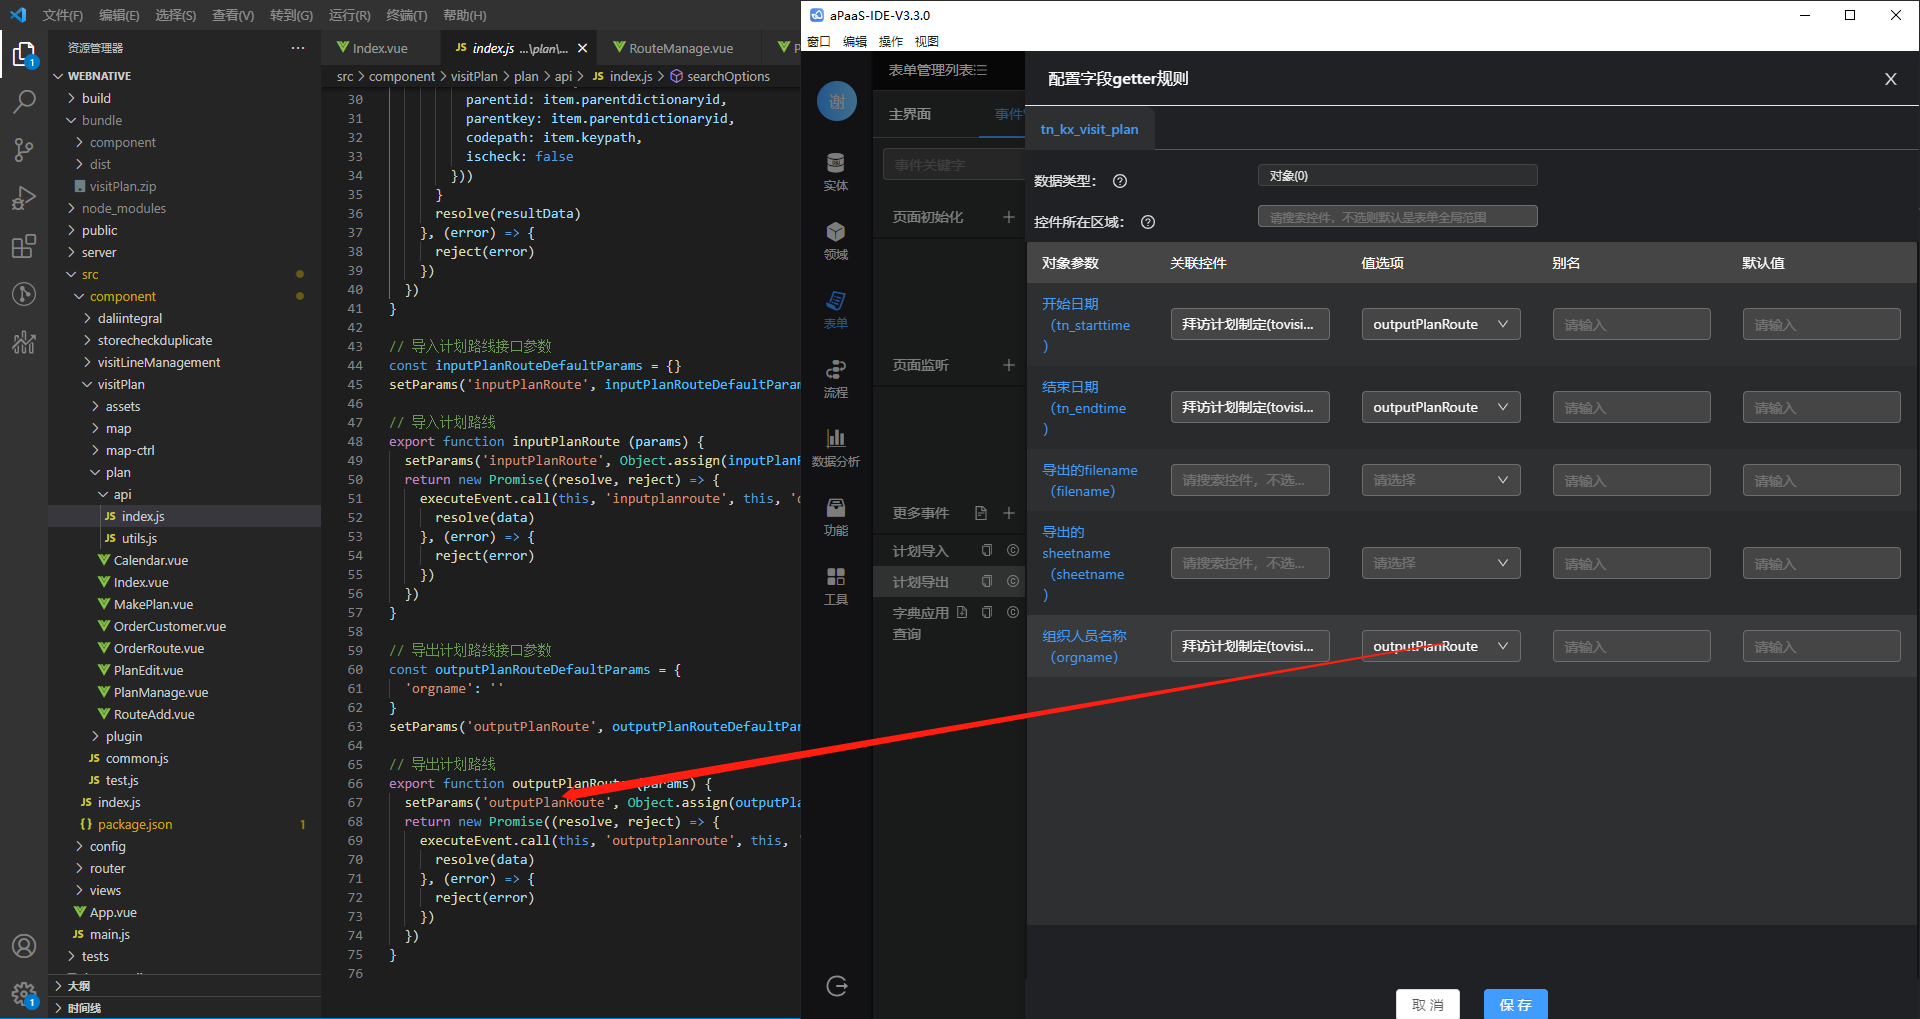 文件(F) 编辑(E) 选择(S) 查看(V) 转到(G) 运行(R) 终端(T) 帮助(H)
资源管理器 ···
WEBNATIVE
build
bundle
component
dist
visitPlan.zip
node_modules
public
server
src
component
daliintegral
storecheckduplicate
visitLineManagement
visitPlan
assets
map
map-ctrl
plan
api
JS index.js
JS utils.js
Calendar.vue
Index.vue
MakePlan.vue
OrderCustomer.vue
OrderRoute.vue
PlanEdit.vue
PlanManage.vue
RouteAdd.vue
plugin
JS common.js
JS test.js
JS index.js
{} package.json 1
config
router
views
App.vue
JS main.js
tests
大纲
时间线
1
1
Index.vue JS index.js ...\plan\... RouteManage.vue P
src > component > visitPlan > plan > api > JS index.js > searchOptions
30 parentid: item.parentdictionaryid,
31 parentkey: item.parentdictionaryid,
32 codepath: item.keypath,
33 ischeck: false
34 }))
35 }
36 resolve(resultData)
37 }, (error) => {
38 reject(error)
39 })
40 })
41 }
42
43 // 导入计划路线接口参数
44 const inputPlanRouteDefaultParams = {}
45 setParams('inputPlanRoute', inputPlanRouteDefaultParam
46
47 // 导入计划路线
48 export function inputPlanRoute (params) {
49 setParams('inputPlanRoute', Object.assign(inputPlanR
50 return new Promise((resolve, reject) => {
51 executeEvent.call(this, 'inputplanroute', this, 'c
52 resolve(data)
53 }, (error) => {
54 reject(error)
55 })
56 })
57 }
58
59 // 导出计划路线接口参数
60 const outputPlanRouteDefaultParams = {
61 'orgname': ''
62 }
63 setParams('outputPlanRoute', outputPlanRouteDefaultPar
64
65 // 导出计划路线
66 export function outputPlanRoute (params) {
67 setParams('outputPlanRoute', Object.assign(outputPla
68 return new Promise((resolve, reject) => {
69 executeEvent.call(this, 'outputplanroute', this, '
70 resolve(data)
71 }, (error) => {
72 reject(error)
73 })
74 })
75 }
76
aPaaS-IDE-V3.3.0
窗口 编辑 操作 视图
谢
实体
领域
表单
流程
数据分析
功能
工具
表单管理列表
主界面 事件
事件关键字
页面初始化
页面监听
更多事件
计划导入
计划导出
字典应用
查询
配置字段getter规则 X
tn_kx_visit_plan
数据类型： 对象(0)
控件所在区域： 请搜索控件，不选则默认是表单全局范围
对象参数 关联控件 值选项 别名 默认值
开始日期
（tn_starttime
） 拜访计划制定(tovisi... outputPlanRoute 请输入 请输入
结束日期
（tn_endtime
） 拜访计划制定(tovisi... outputPlanRoute 请输入 请输入
导出的filename
（filename） 请搜索控件，不选... 请选择 请输入 请输入
导出的
sheetname
（sheetname
） 请搜索控件，不选... 请选择 请输入 请输入
组织人员名称
（orgname） 拜访计划制定(tovisi... outputPlanRoute 请输入 请输入
取 消 保 存